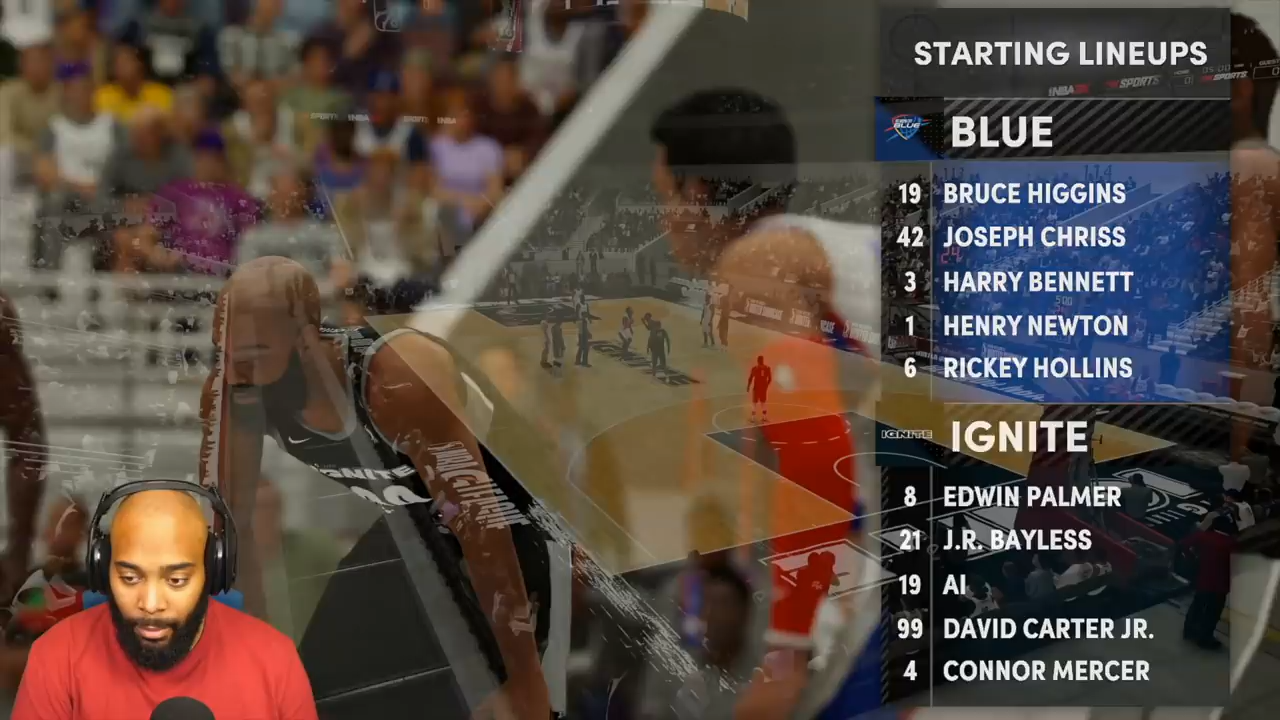 STARTING LINEUPS
BLUE
19 BRUCE HIGGINS
42 JOSEPH CHRISS
3 HARRY BENNETT
1 HENRY NEWTON
6 RICKEY HOLLINS
IGNITE IGNITE
8 EDWIN PALMER
21 J.R. BAYLESS
19 AI
99 DAVID CARTER JR.
4 CONNOR MERCER
IGNITE